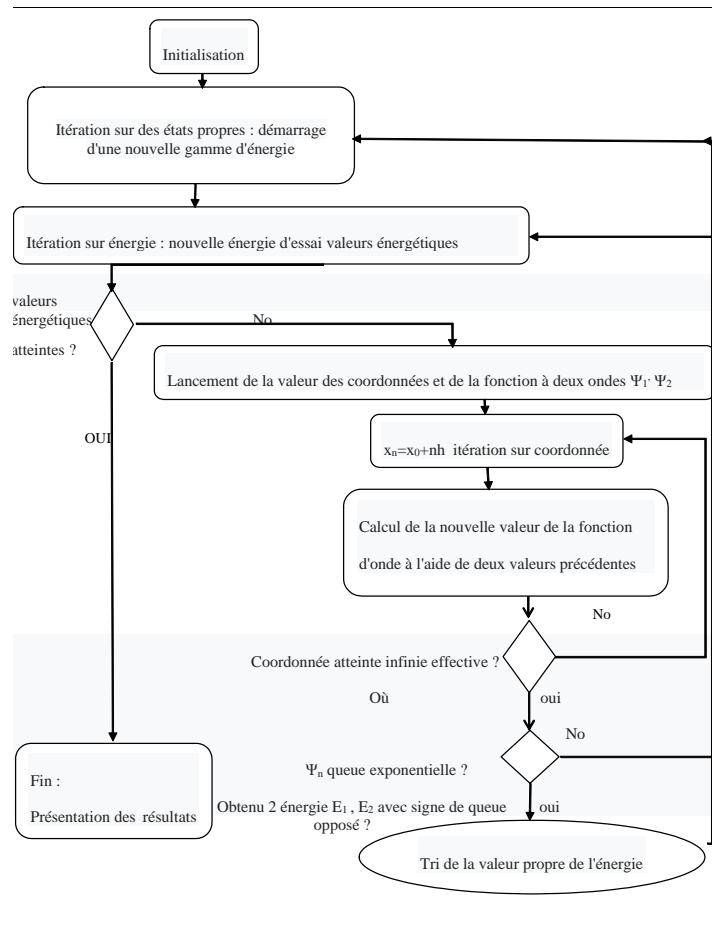 Initialisation
Itération sur des états propres : démarrage
d'une nouvelle gamme d'énergie
Itération sur énergie : nouvelle énergie d'essai valeurs énergétiques
valeurs
énergétiques
atteintes ?
No
Lancement de la valeur des coordonnées et de la fonction à deux ondes Ψ₁, Ψ₂
OUI
xₙ=x₀+nh itération sur coordonnée
Calcul de la nouvelle valeur de la fonction
d'onde à l'aide de deux valeurs précédentes
No
Coordonnée atteinte infinie effective ?
Où
oui
No
Ψₙ queue exponentielle ?
Fin :
Présentation des résultats
Obtenu 2 énergie E₁ , E₂ avec signe de queue
opposé ?
oui
Tri de la valeur propre de l'énergie